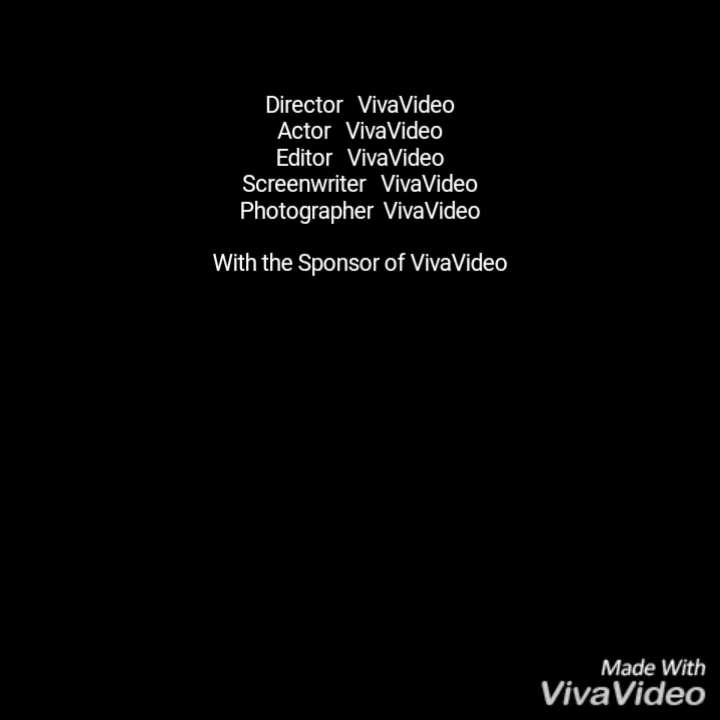 Director VivaVideo
Actor VivaVideo
Editor VivaVideo
Screenwriter VivaVideo
Photographer VivaVideo
With the Sponsor of VivaVideo
Made With
VivaVideo